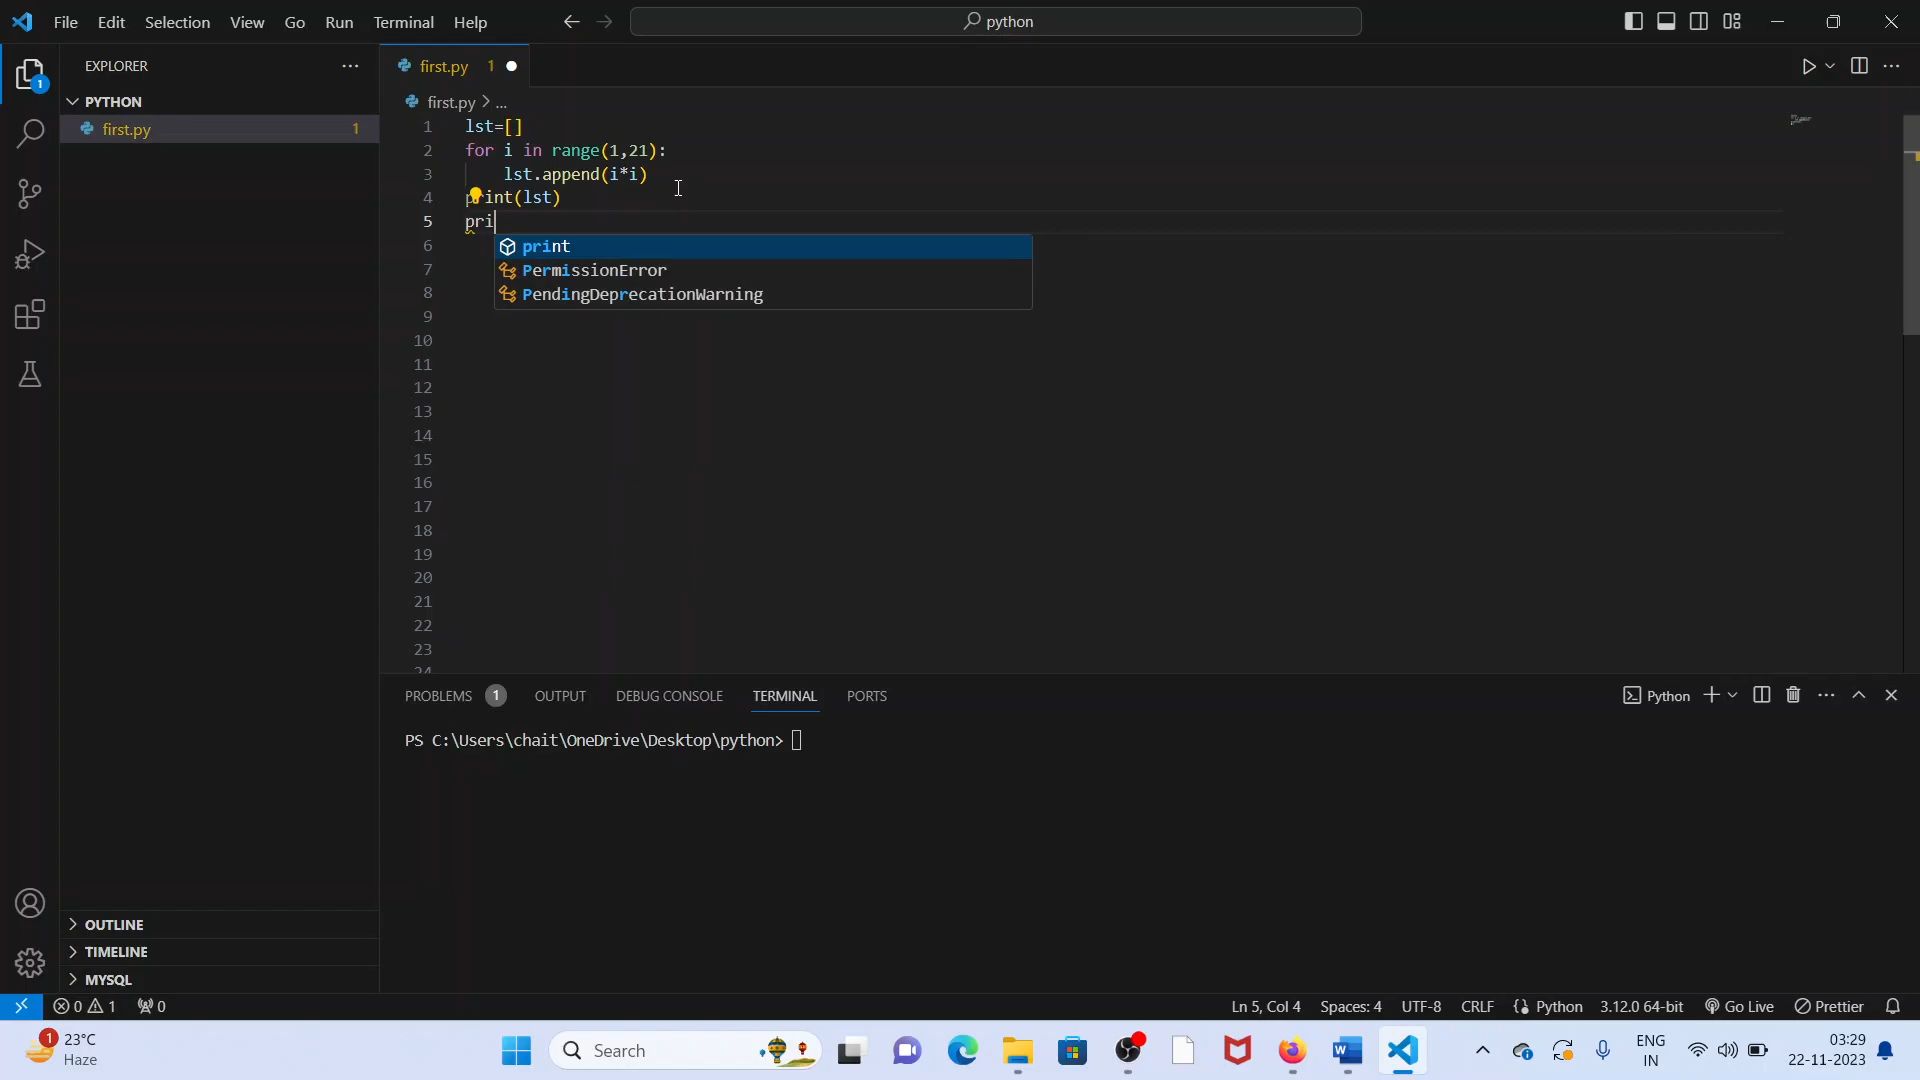 File Edit Selection View Go Run Terminal Help
python
EXPLORER
PYTHON
first.py 1
first.py 1
first.py > ...
1 lst=[]
2 for i in range(1,21):
3 lst.append(i*i)
4 print(lst)
5 pri
print
PermissionError
PendingDeprecationWarning
6
7
8
9
10
11
12
13
14
15
16
17
18
19
20
21
22
23
24
PROBLEMS 1 OUTPUT DEBUG CONSOLE TERMINAL PORTS
Python
PS C:\Users\chait\OneDrive\Desktop\python>
OUTLINE
TIMELINE
MYSQL
0 1 0
Ln 5, Col 4 Spaces: 4 UTF-8 CRLF Python 3.12.0 64-bit Go Live Prettier
1 23°C
Haze
Search
ENG
IN
03:29
22-11-2023